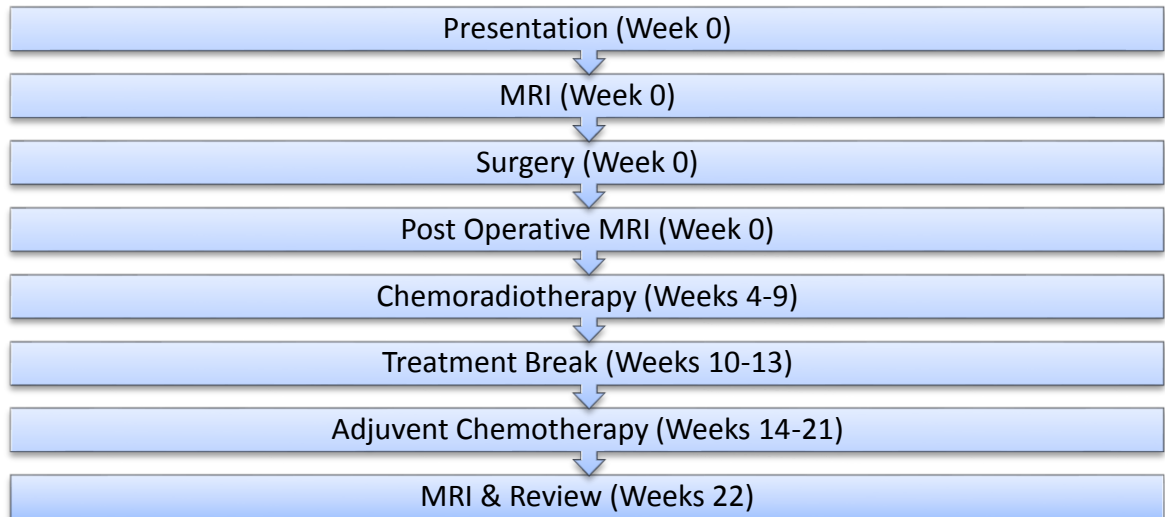 Presentation (Week 0)
MRI (Week 0)
Surgery (Week 0)
Post Operative MRI (Week 0)
Chemoradiotherapy (Weeks 4-9)
Treatment Break (Weeks 10-13)
Adjuvent Chemotherapy (Weeks 14-21)
MRI & Review (Weeks 22)